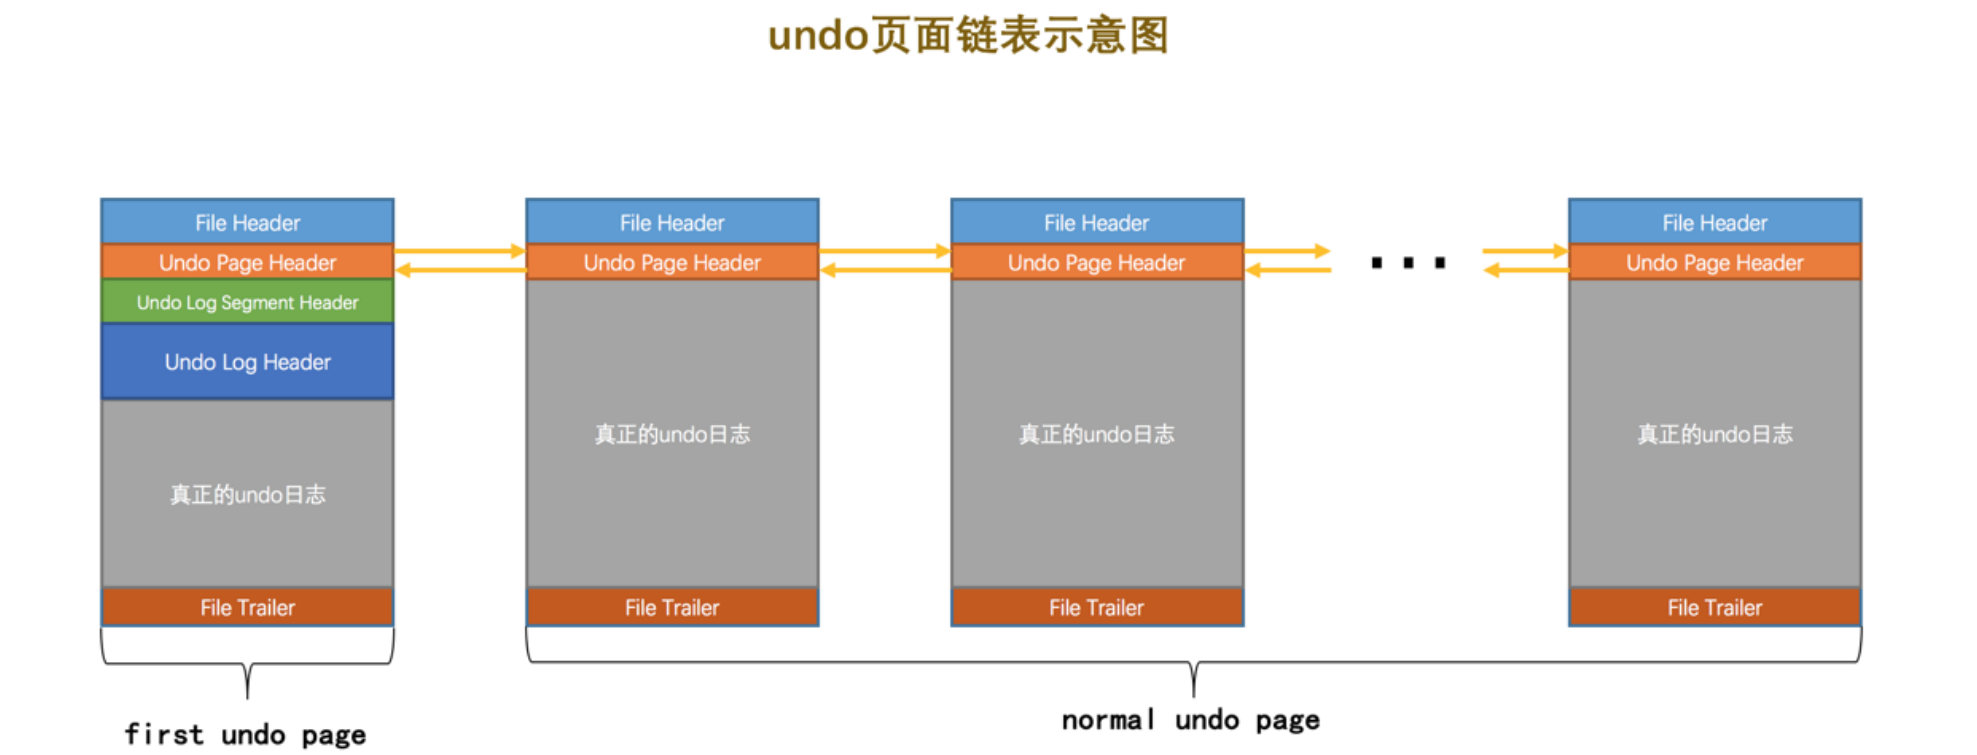 undo页面链表示意图
File Header
Undo Page Header
Undo Log Segment Header
Undo Log Header
真正的undo日志
File Trailer
first undo page
File Header
Undo Page Header
真正的undo日志
File Trailer
File Header
Undo Page Header
真正的undo日志
File Trailer
...
File Header
Undo Page Header
真正的undo日志
File Trailer
normal undo page